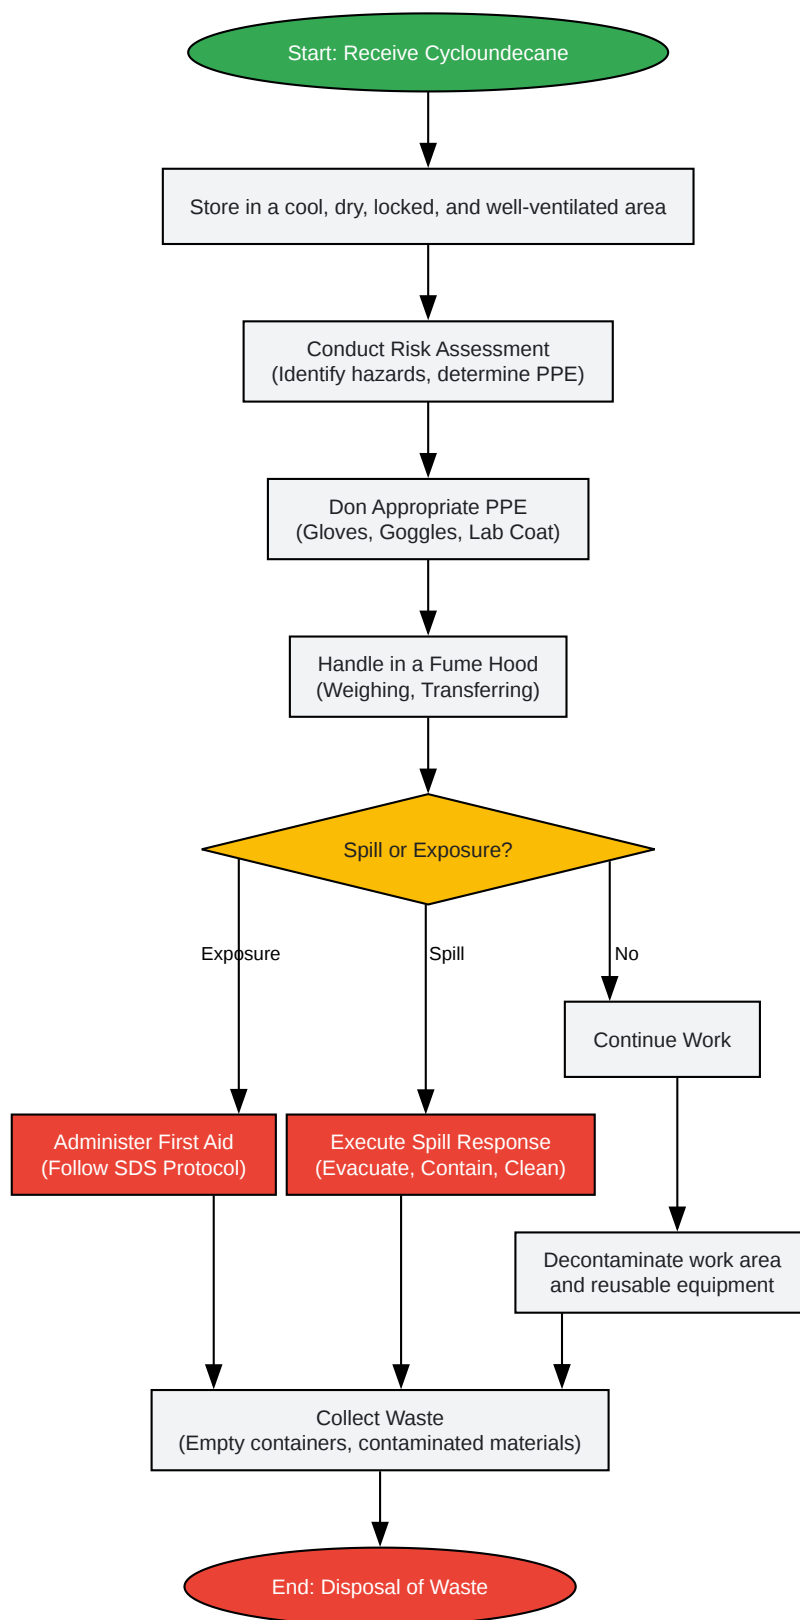 Start: Receive Cycloundecane
Store in a cool, dry, locked, and well-ventilated area
Conduct Risk Assessment
(Identify hazards, determine PPE)
Don Appropriate PPE
(Gloves, Goggles, Lab Coat)
Handle in a Fume Hood
(Weighing, Transferring)
Spill or Exposure?
Exposure
Spill
No
Continue Work
Administer First Aid
(Follow SDS Protocol)
Execute Spill Response
(Evacuate, Contain, Clean)
Decontaminate work area
and reusable equipment
Collect Waste
(Empty containers, contaminated materials)
End: Disposal of Waste